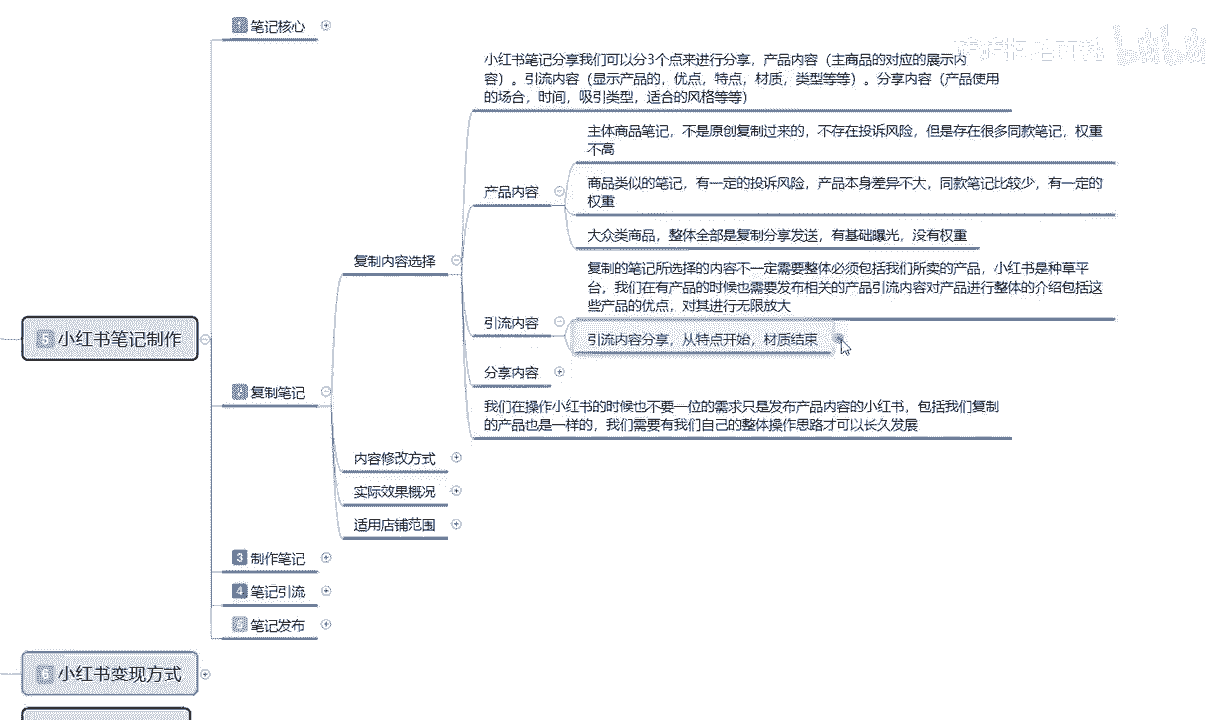 1 笔记核心
小红书笔记分享我们可以分3个点来进行分享，产品内容（主商品的对应的展示内
容）。引流内容（显示产品的，优点，特点，材质，类型等等）。分享内容（产品使用
的场合，时间，吸引类型，适合的风格等等）
主体商品笔记，不是原创复制过来的，不存在投诉风险，但是存在很多同款笔记，权重
不高
产品内容
商品类似的笔记，有一定的投诉风险，产品本身差异不大，同款笔记比较少，有一定的
权重
大众类商品，整体全部是复制分享发送，有基础曝光，没有权重
复制内容选择
复制的笔记所选择的内容不一定需要整体必须包括我们所卖的产品，小红书是种草平
台，我们在有产品的时候也需要发布相关的产品引流内容对产品进行整体的介绍包括这
些产品的优点，对其进行无限放大
引流内容
引流内容分享，从特点开始，材质结束
5 小红书笔记制作
分享内容
2 复制笔记
我们在操作小红书的时候也不要一位的需求只是发布产品内容的小红书，包括我们复制
的产品也是一样的，我们需要有我们自己的整体操作思路才可以长久发展
内容修改方式
实际效果概况
适用店铺范围
3 制作笔记
4 笔记引流
笔记发布
6 小红书变现方式